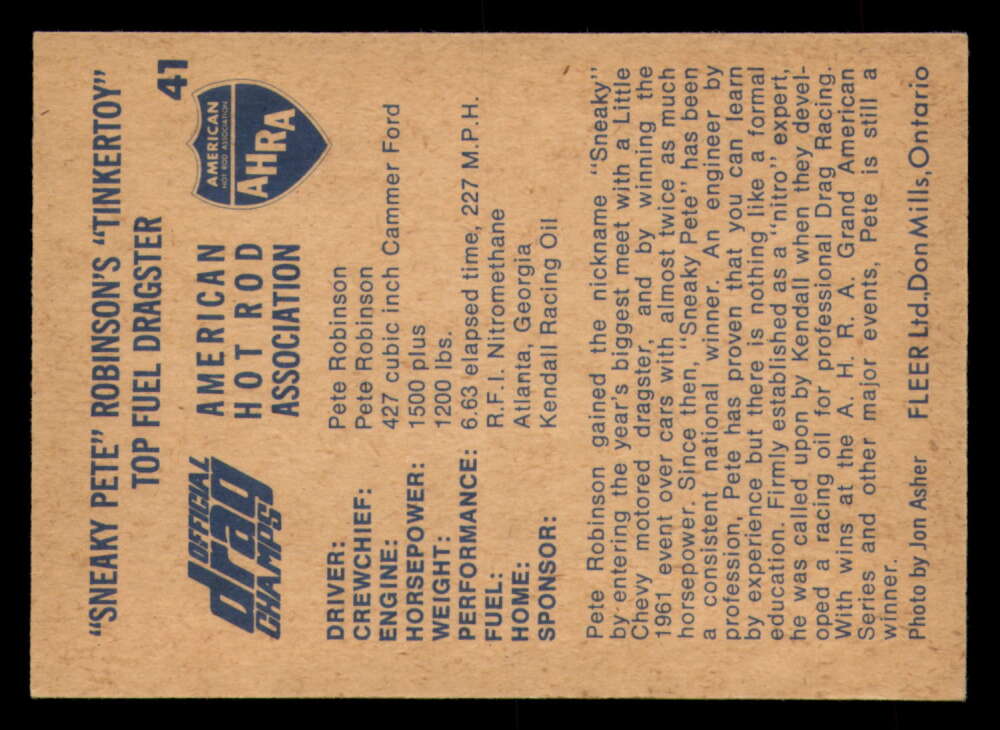 41
“SNEAKY PETE” ROBINSON'S “TINKERTOY”
TOP FUEL DRAGSTER
OFFICIAL
drag
CHAMPS
AMERICAN
HOT ROD
ASSOCIATION
AMERICAN
HOT ROD ASSOCIATION
AHRA
DRIVER: Pete Robinson
CREWCHIEF: Pete Robinson
ENGINE: 427 cubic inch Cammer Ford
HORSEPOWER: 1500 plus
WEIGHT: 1200 lbs.
PERFORMANCE: 6.63 elapsed time, 227 M.P.H.
FUEL: R.F.I. Nitromethane
HOME: Atlanta, Georgia
SPONSOR: Kendall Racing Oil
Pete Robinson gained the nickname “Sneaky”
by entering the year's biggest meet with a Little
Chevy motored dragster, and by winning the
1961 event over cars with almost twice as much
horsepower. Since then, “Sneaky Pete” has been
a consistent national winner. An engineer by
profession, Pete has proven that you can learn
by experience but there is nothing like a formal
education. Firmly established as a “nitro” expert,
he was called upon by Kendall when they devel-
oped a racing oil for professional Drag Racing.
With wins at the A. H. R. A. Grand American
Series and other major events, Pete is still a
winner.
Photo by Jon Asher FLEER Ltd., Don Mills, Ontario